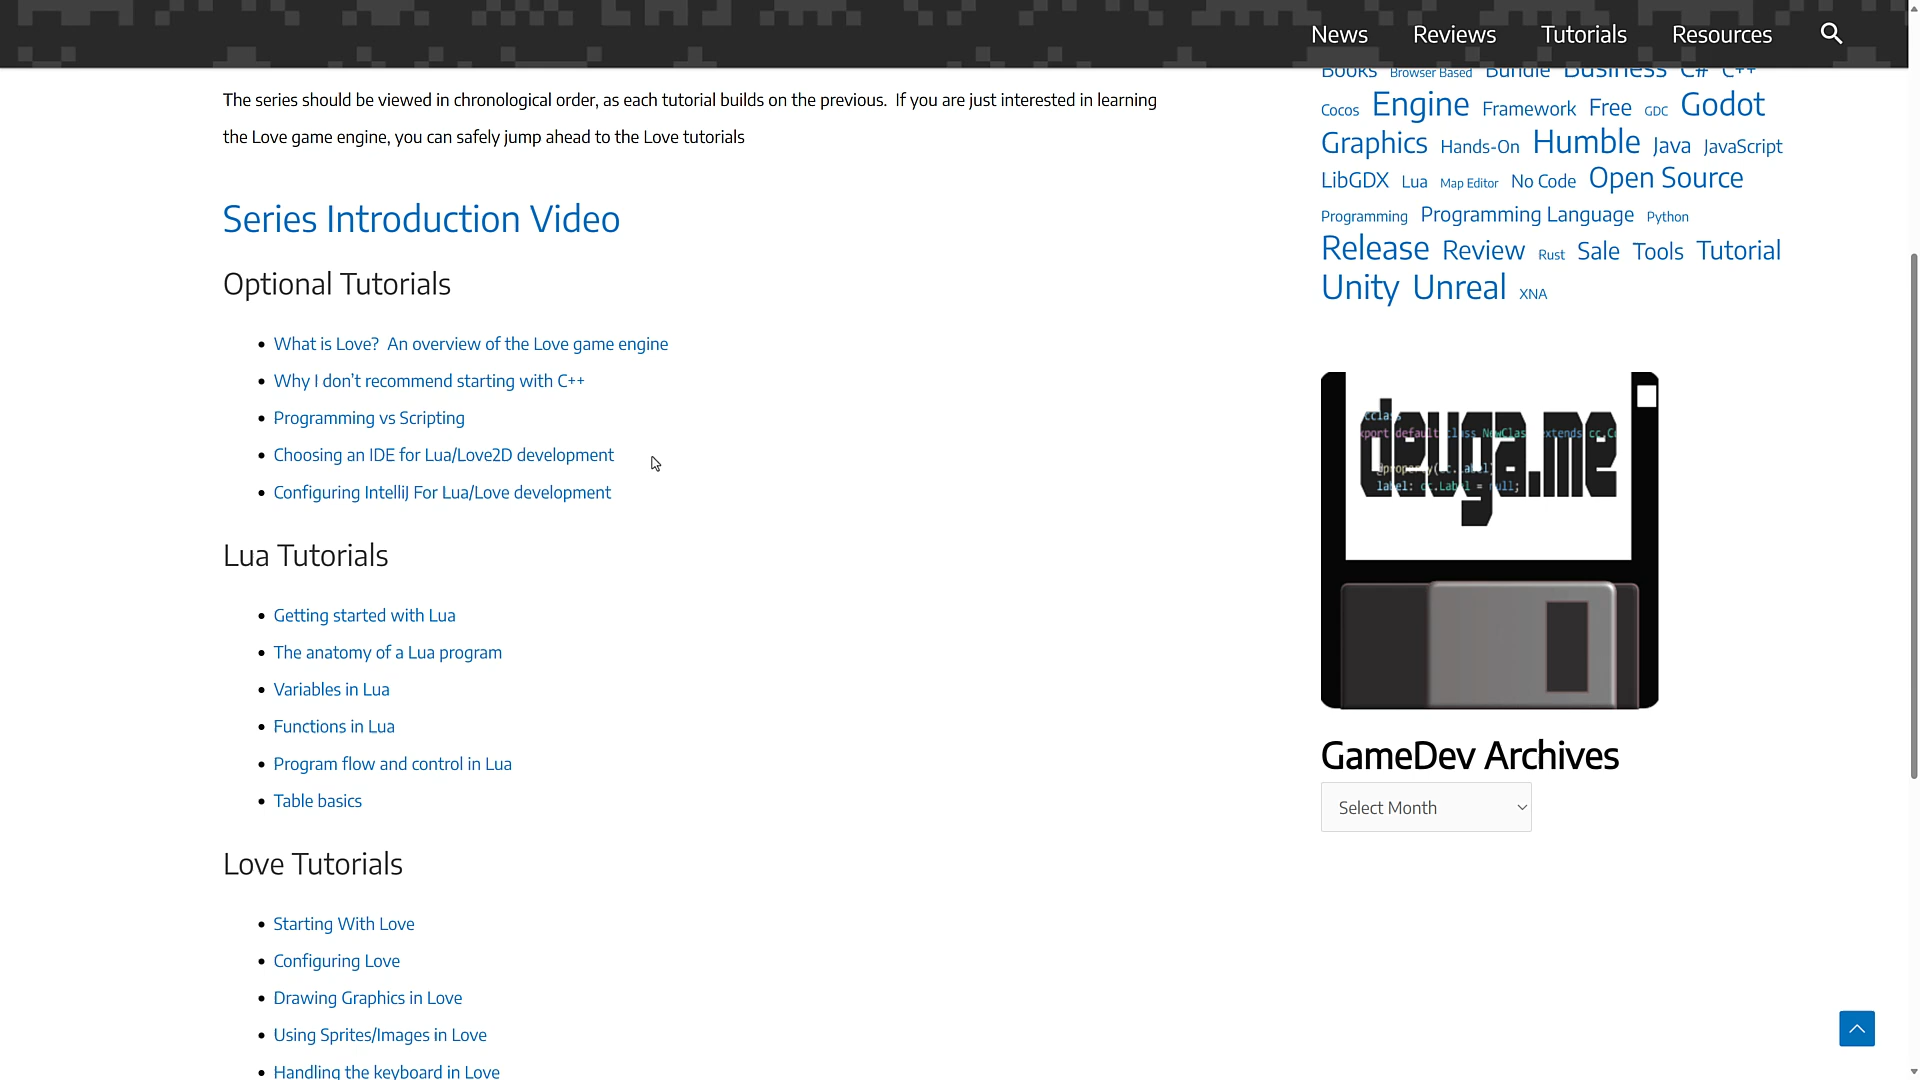 News Reviews Tutorials Resources
The series should be viewed in chronological order, as each tutorial builds on the previous.  If you are just interested in learning
the Love game engine, you can safely jump ahead to the Love tutorials
Series Introduction Video
Optional Tutorials
What is Love?  An overview of the Love game engine
Why I don’t recommend starting with C++
Programming vs Scripting
Choosing an IDE for Lua/Love2D development
Configuring IntelliJ For Lua/Love development
Lua Tutorials
Getting started with Lua
The anatomy of a Lua program
Variables in Lua
Functions in Lua
Program flow and control in Lua
Table basics
Love Tutorials
Starting With Love
Configuring Love
Drawing Graphics in Love
Using Sprites/Images in Love
Handling the keyboard in Love
Books Browser Based Bundle Business C# C++
Cocos Engine Framework Free GDC Godot
Graphics Hands-On Humble Java JavaScript
LibGDX Lua Map Editor No Code Open Source
Programming Programming Language Python
Release Review Rust Sale Tools Tutorial
Unity Unreal XNA
devga.me
GameDev Archives
Select Month